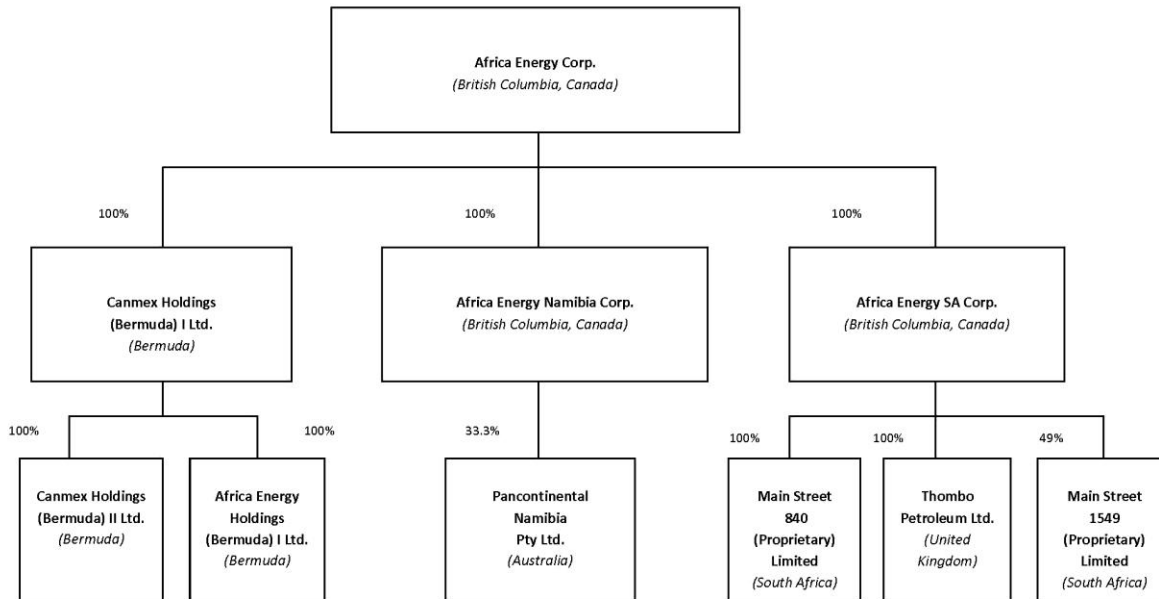 Africa Energy Corp.
(British Columbia, Canada)
100%
100%
100%
Canmex Holdings
(Bermuda) I Ltd.
(Bermuda)
Africa Energy Namibia Corp.
(British Columbia, Canada)
Africa Energy SA Corp.
(British Columbia, Canada)
100%
100%
33.3%
100%
100%
49%
Canmex Holdings
(Bermuda) II Ltd.
(Bermuda)
Africa Energy
Holdings
(Bermuda) I Ltd.
(Bermuda)
Pancontinental
Namibia
Pty Ltd.
(Australia)
Main Street
840
(Proprietary)
Limited
(South Africa)
Thombo
Petroleum Ltd.
(United
Kingdom)
Main Street
1549
(Proprietary)
Limited
(South Africa)